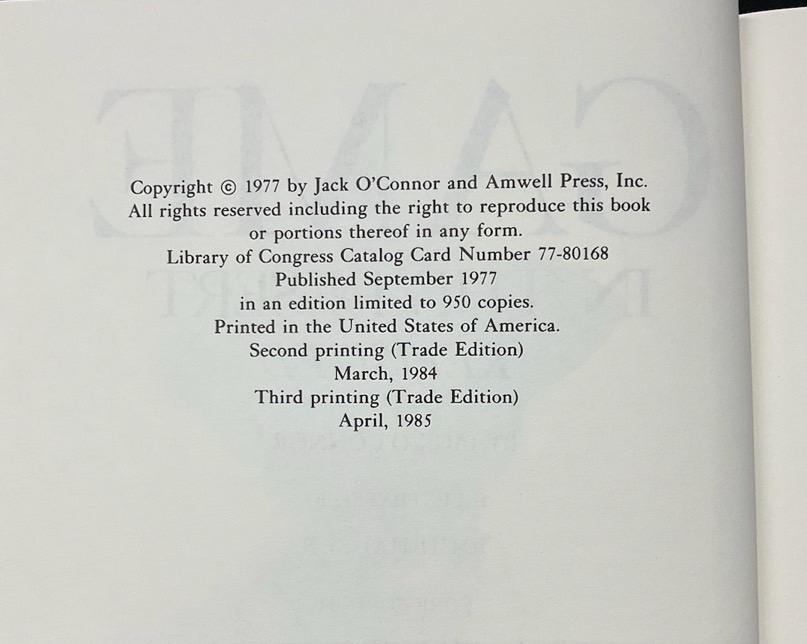 Copyright © 1977 by Jack O'Connor and Amwell Press, Inc.
All rights reserved including the right to reproduce this book
or portions thereof in any form.
Library of Congress Catalog Card Number 77-80168
Published September 1977
in an edition limited to 950 copies.
Printed in the United States of America.
Second printing (Trade Edition)
March, 1984
Third printing (Trade Edition)
April, 1985